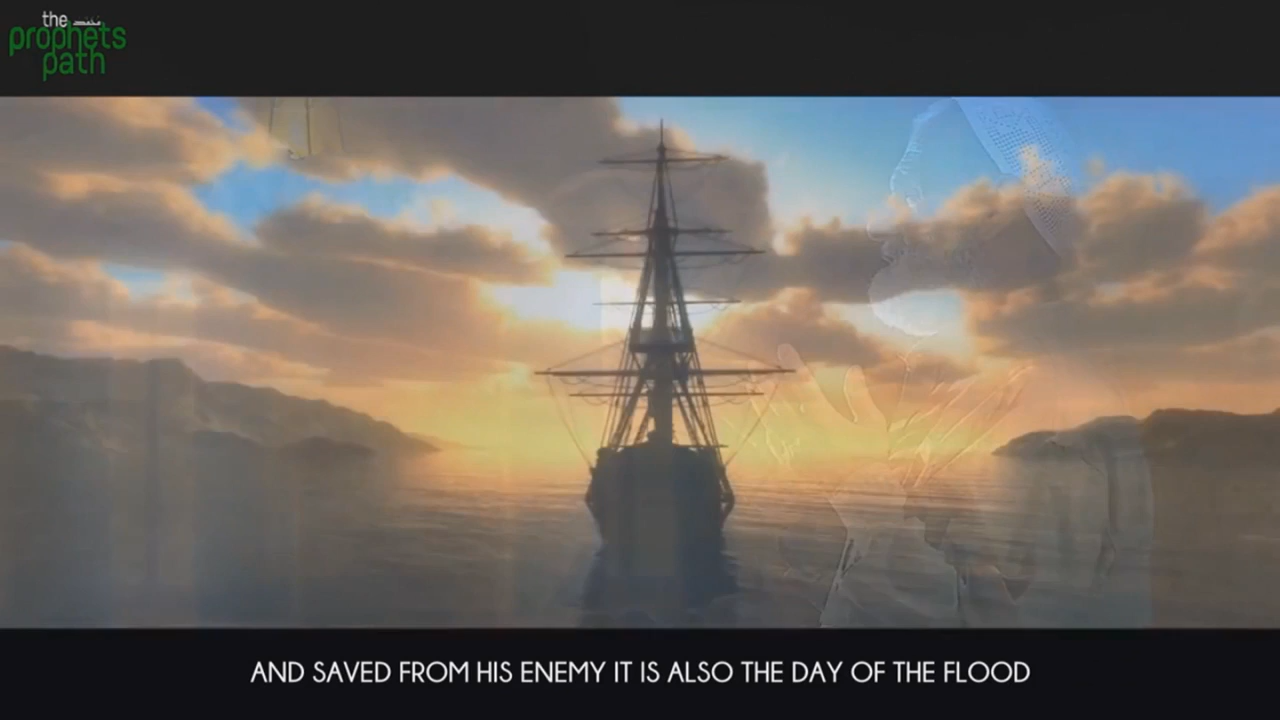 the
prophets
path
AND SAVED FROM HIS ENEMY IT IS ALSO THE DAY OF THE FLOOD